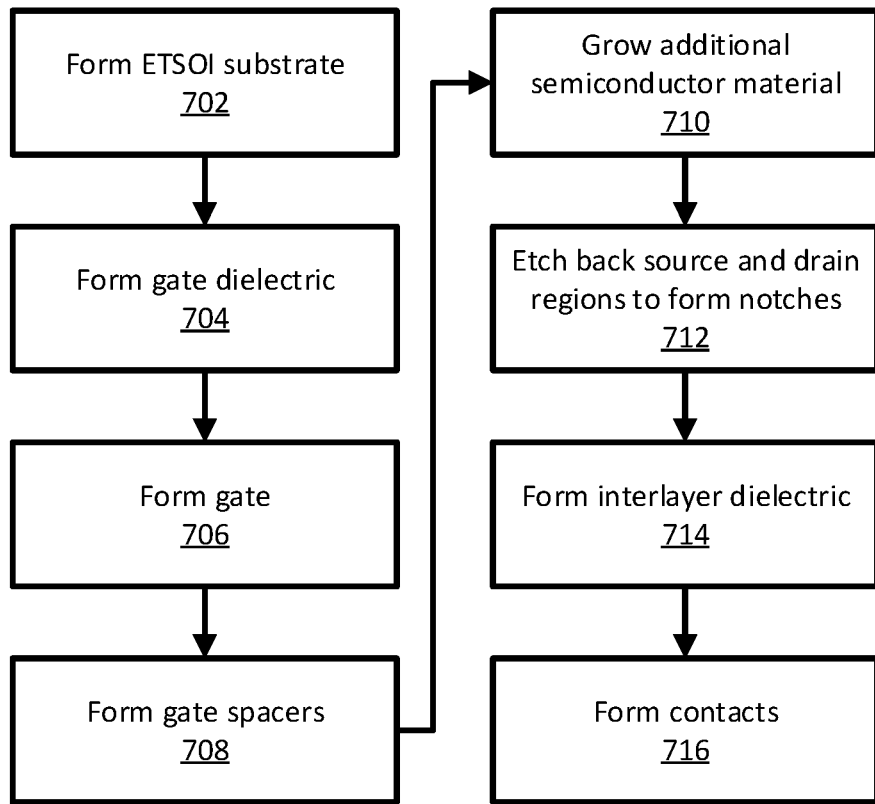 Form ETSOI substrate
702
Form gate dielectric
704
Form gate
706
Form gate spacers
708
Grow additional
semiconductor material
710
Etch back source and drain
regions to form notches
712
Form interlayer dielectric
714
Form contacts
716